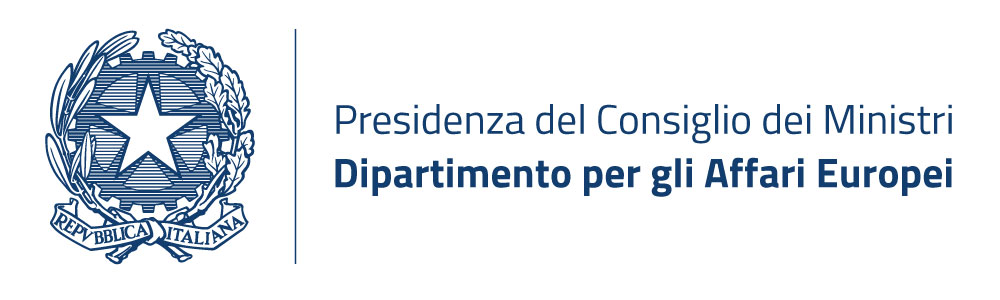 Presidenza del Consiglio dei Ministri
Dipartimento per gli Affari Europei
REPVBBLICA ITALIANA